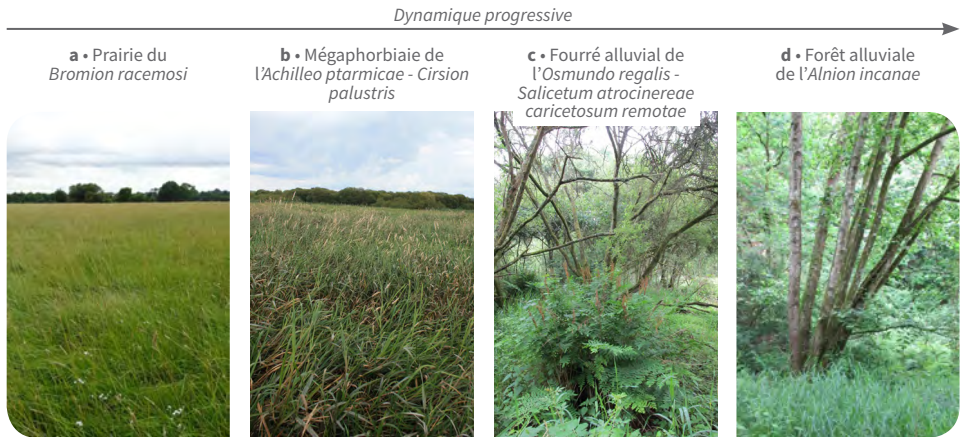 Dynamique progressive
a • Prairie du
Bromion racemosi
b • Mégaphorbiaie de
l'Achilleo ptarmicae - Cirsion
palustris
c • Fourré alluvial de
l'Osmundo regalis -
Salicetum atrocinereae
caricetosum remotae
d • Forêt alluviale
de l'Alnion incanae